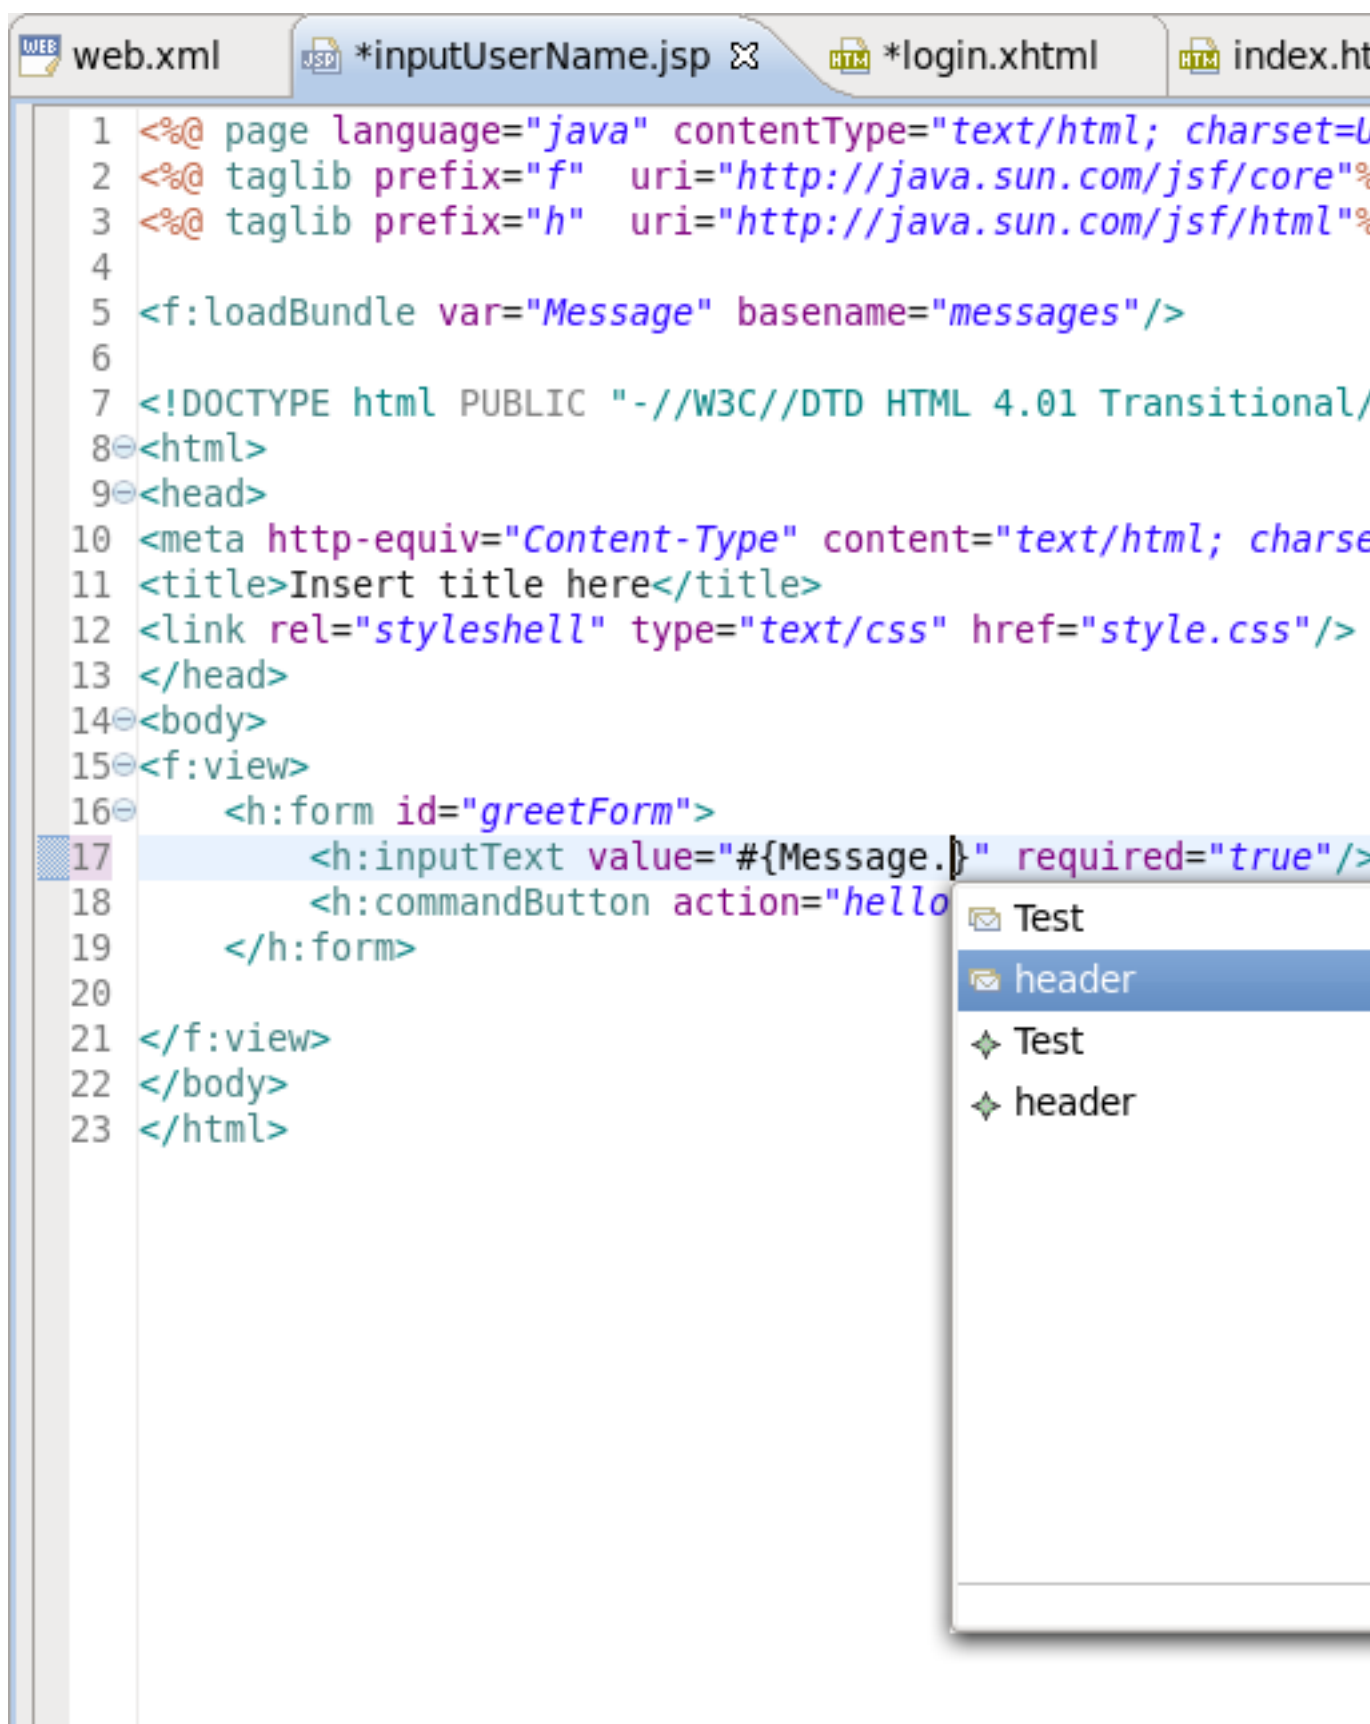 web.xml *inputUserName.jsp *login.xhtml index.ht
1 <%@ page language="java" contentType="text/html; charset=U
2 <%@ taglib prefix="f" uri="http://java.sun.com/jsf/core"%
3 <%@ taglib prefix="h" uri="http://java.sun.com/jsf/html"%
4
5 <f:loadBundle var="Message" basename="messages"/>
6
7 <!DOCTYPE html PUBLIC "-//W3C//DTD HTML 4.01 Transitional/
8 <html>
9 <head>
10 <meta http-equiv="Content-Type" content="text/html; charse
11 <title>Insert title here</title>
12 <link rel="styleshell" type="text/css" href="style.css"/>
13 </head>
14 <body>
15 <f:view>
16 <h:form id="greetForm">
17 <h:inputText value="#{Message.}" required="true"/>
18 <h:commandButton action="hello
19 </h:form>
20
21 </f:view>
22 </body>
23 </html>
Test
header
Test
header